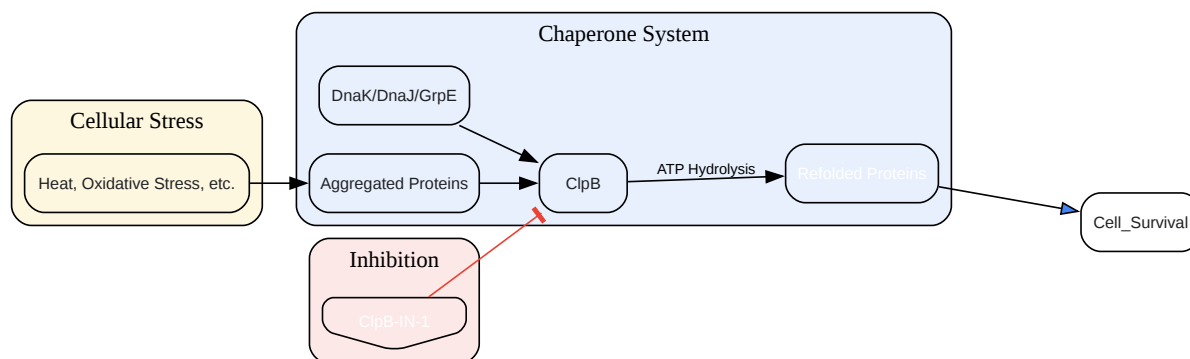 Chaperone System
DnaK/DnaJ/GrpE
Cellular Stress
Heat, Oxidative Stress, etc.
Aggregated Proteins
ClpB
ATP Hydrolysis
Refolded Proteins
Cell_Survival
Inhibition
ClpB-IN-1